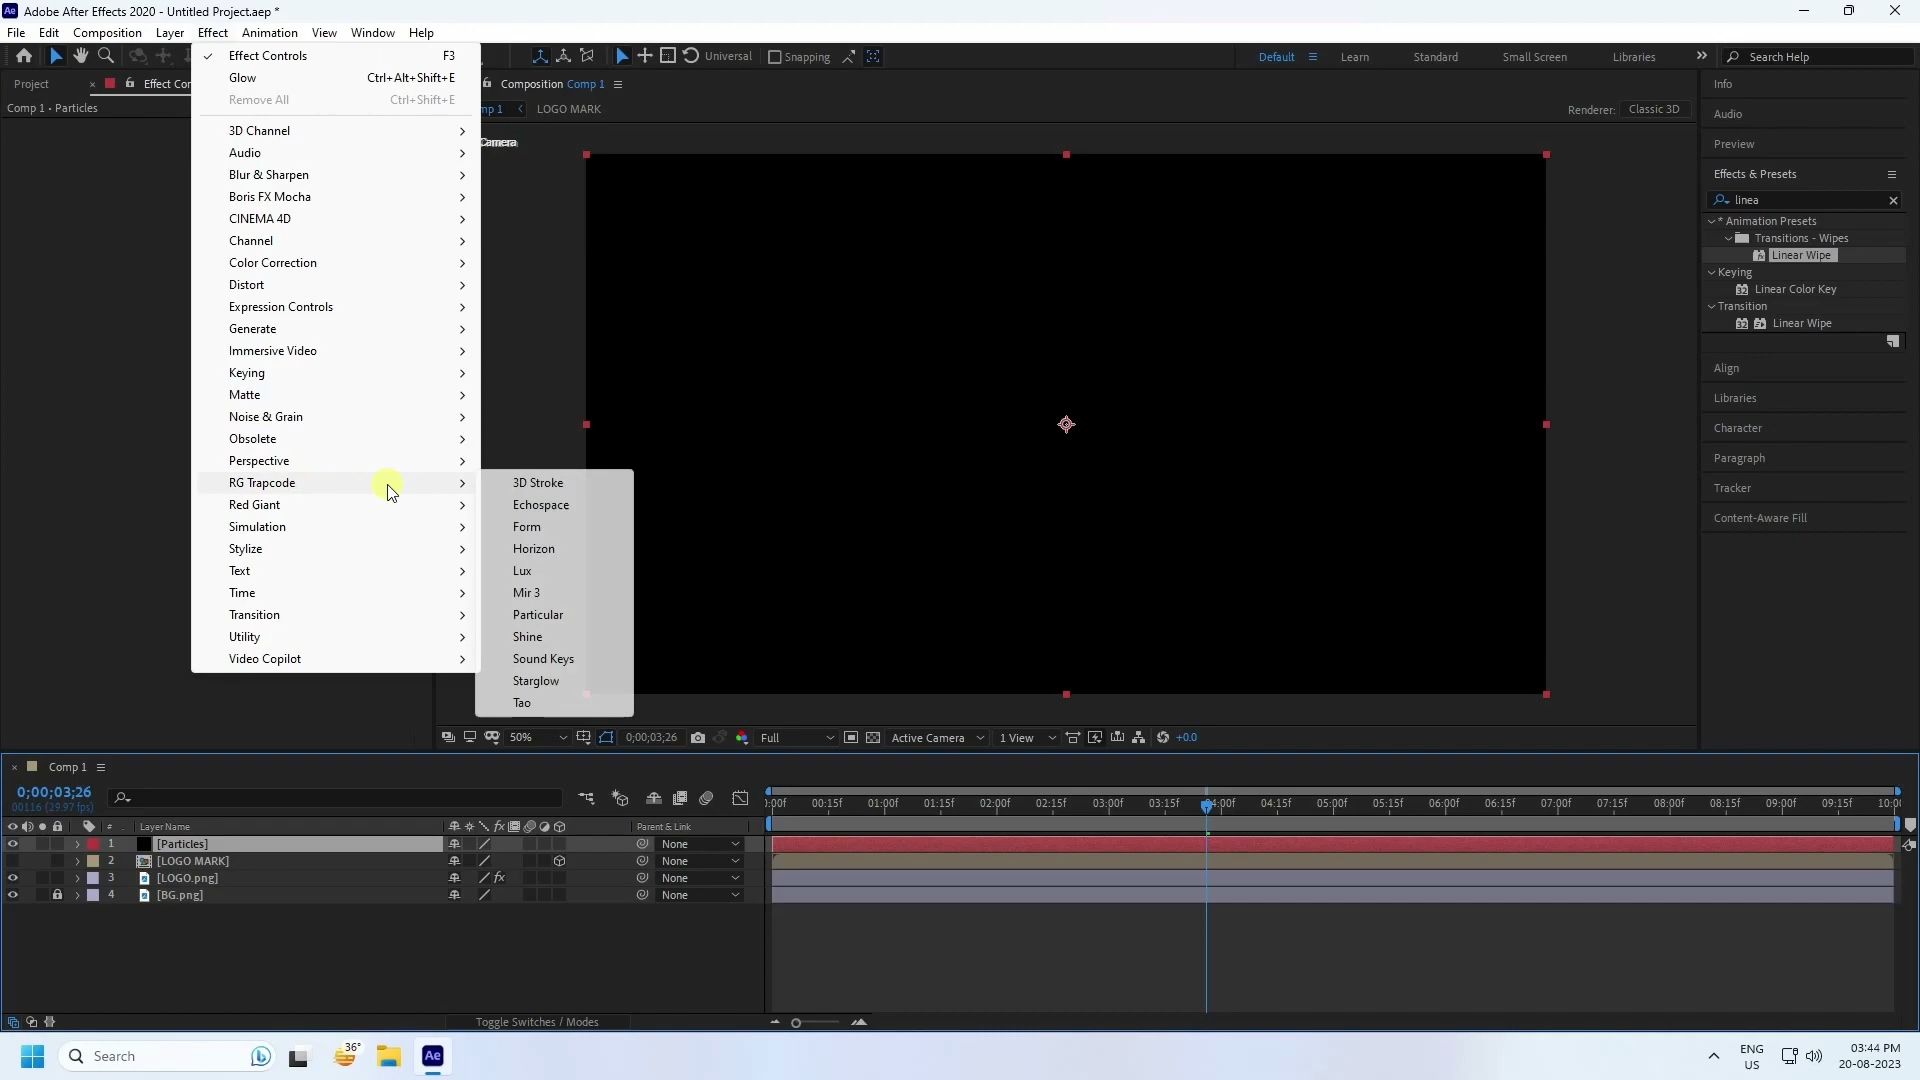 Adobe After Effects 2020 - Untitled Project.aep *
File Edit Composition Layer Effect Animation View Window Help
Universal Snapping Default Learn Standard Small Screen Libraries Search Help
Project Effect Cor
Comp 1 • Particles
Effect Controls F3
Glow Ctrl+Alt+Shift+E
Remove All Ctrl+Shift+E
3D Channel
Audio
Blur & Sharpen
Boris FX Mocha
CINEMA 4D
Channel
Color Correction
Distort
Expression Controls
Generate
Immersive Video
Keying
Matte
Noise & Grain
Obsolete
Perspective
RG Trapcode
Red Giant
Simulation
Stylize
Text
Time
Transition
Utility
Video Copilot
3D Stroke
Echospace
Form
Horizon
Lux
Mir 3
Particular
Shine
Sound Keys
Starglow
Tao
Composition Comp 1
mp 1 LOGO MARK Renderer: Classic 3D
Camera
50% 0;00;03;26 Full Active Camera 1 View +0.0
Info
Audio
Preview
Effects & Presets
linea
* Animation Presets
Transitions - Wipes
Linear Wipe
Keying
Linear Color Key
Transition
Linear Wipe
Align
Libraries
Character
Paragraph
Tracker
Content-Aware Fill
Comp 1
0;00;03;26
00116 (29.97 fps)
):00f 00:15f 01:00f 01:15f 02:00f 02:15f 03:00f 03:15f 04:00f 04:15f 05:00f 05:15f 06:00f 06:15f 07:00f 07:15f 08:00f 08:15f 09:00f 09:15f 10:0
# Layer Name Parent & Link
1 [Particles] None
2 [LOGO MARK] None
3 [LOGO.png] fx None
4 [BG.png] None
Toggle Switches / Modes
Search 36° Ae
ENG
US
03:44 PM
20-08-2023